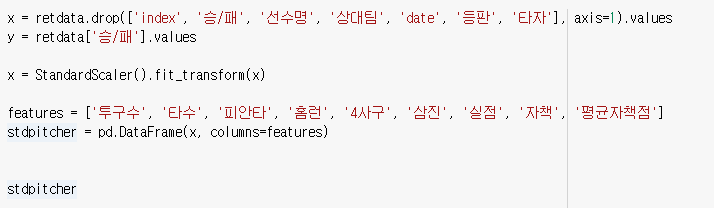 x = retdata.drop(['index', '승/패', '선수명', '상대팀', 'date', '등판', '타자'], axis=1).values
y = retdata['승/패'].values
x = StandardScaler().fit_transform(x)
features = ['투구수', '타수', '피안타', '홈런', '4사구', '삼진', '실점', '자책', '평균자책점']
stdpitcher = pd.DataFrame(x, columns=features)
stdpitcher